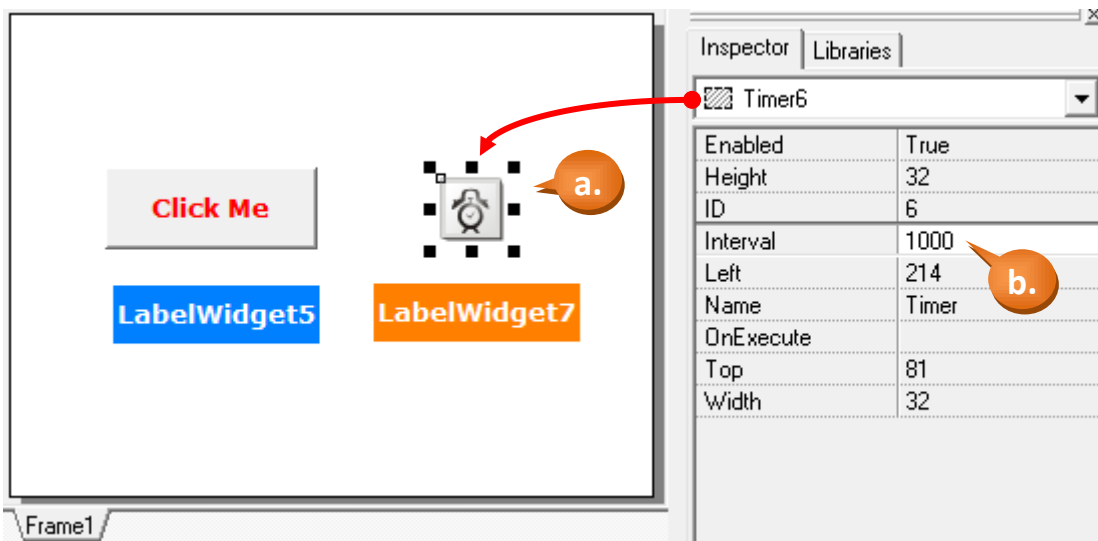 Inspector Libraries
Timer6
Enabled True
Height 32
ID 6
Interval 1000
Left 214
Name Timer
OnExecute
Top 81
Width 32
a.
b.
Click Me
LabelWidget5 LabelWidget7
Frame1